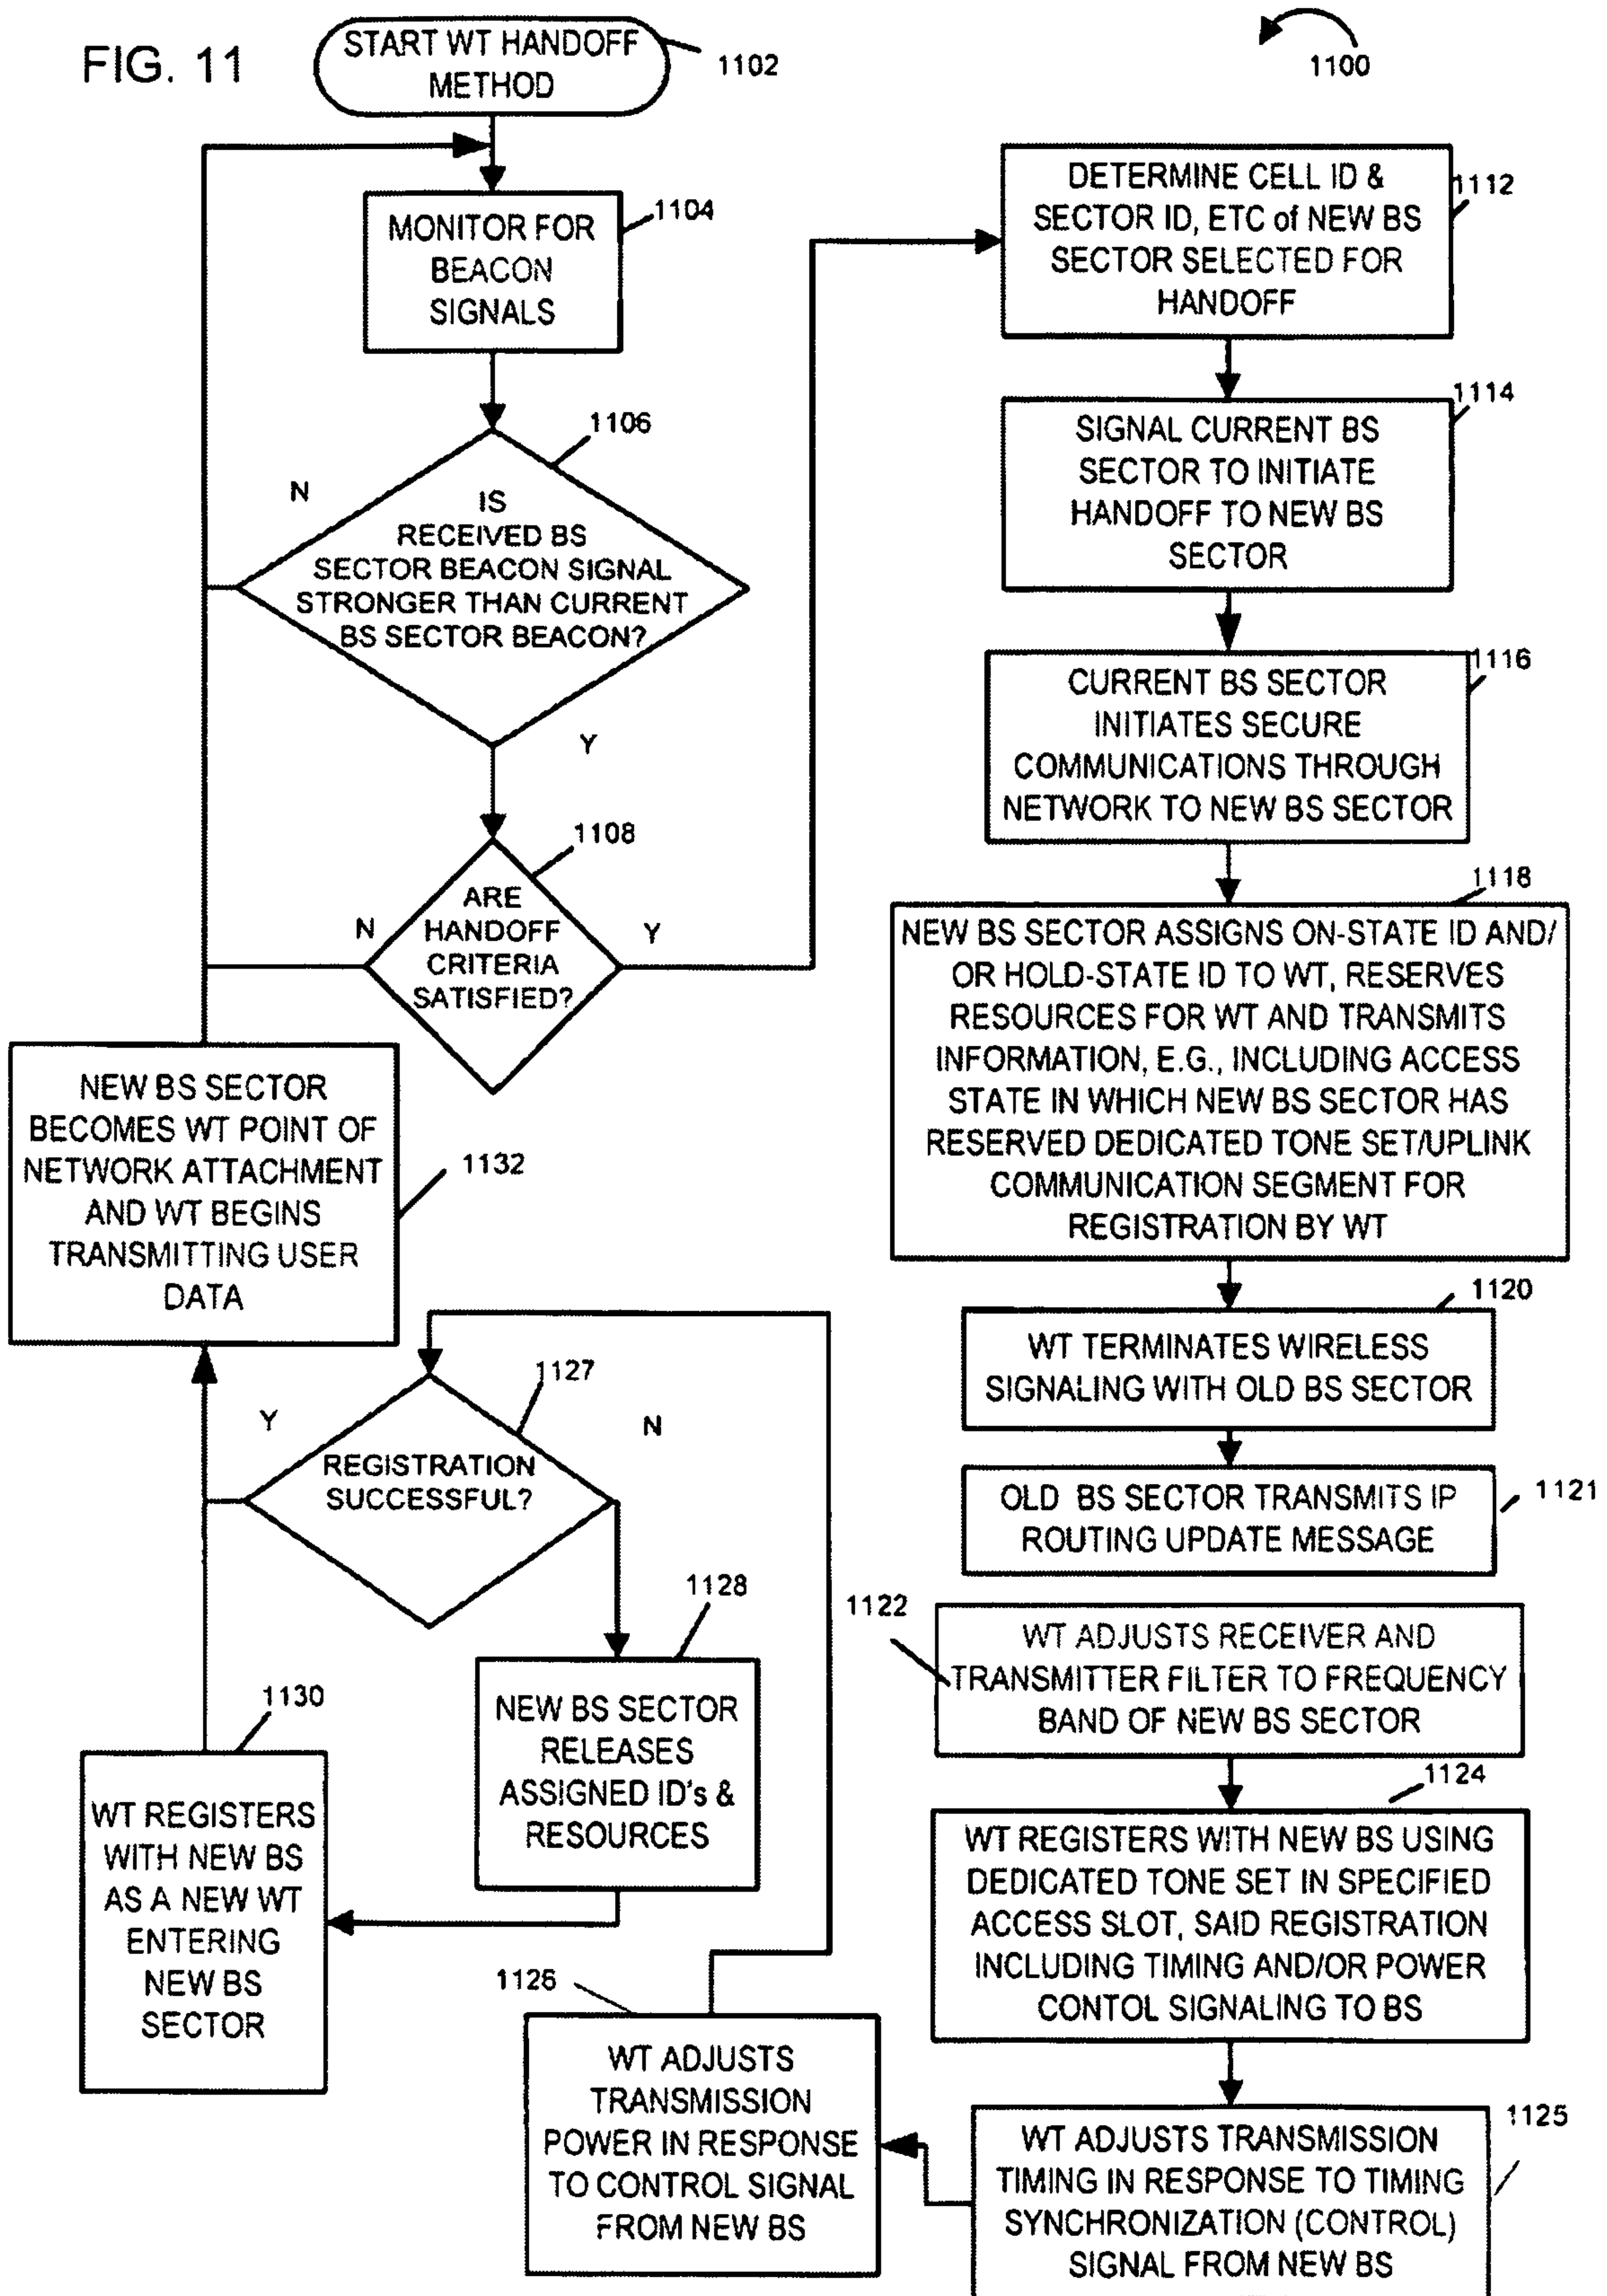 FIG. 11
START WT HANDOFF
METHOD
1102
1100
MONITOR FOR
BEACON
SIGNALS
1104
1106
N
IS
RECEIVED BS
SECTOR BEACON SIGNAL
STRONGER THAN CURRENT
BS SECTOR BEACON?
Y
1108
ARE
HANDOFF
CRITERIA
SATISFIED?
N
Y
DETERMINE CELL ID &
SECTOR ID, ETC of NEW BS
SECTOR SELECTED FOR
HANDOFF
1112
1114
SIGNAL CURRENT BS
SECTOR TO INITIATE
HANDOFF TO NEW BS
SECTOR
1116
CURRENT BS SECTOR
INITIATES SECURE
COMMUNICATIONS THROUGH
NETWORK TO NEW BS SECTOR
1118
NEW BS SECTOR ASSIGNS ON-STATE ID AND/
OR HOLD-STATE ID TO WT, RESERVES
RESOURCES FOR WT AND TRANSMITS
INFORMATION, E.G., INCLUDING ACCESS
STATE IN WHICH NEW BS SECTOR HAS
RESERVED DEDICATED TONE SET/UPLINK
COMMUNICATION SEGMENT FOR
REGISTRATION BY WT
1120
WT TERMINATES WIRELESS
SIGNALING WITH OLD BS SECTOR
OLD BS SECTOR TRANSMITS IP
ROUTING UPDATE MESSAGE
1121
1122
WT ADJUSTS RECEIVER AND
TRANSMITTER FILTER TO FREQUENCY
BAND OF NEW BS SECTOR
1124
WT REGISTERS WITH NEW BS USING
DEDICATED TONE SET IN SPECIFIED
ACCESS SLOT, SAID REGISTRATION
INCLUDING TIMING AND/OR POWER
CONTOL SIGNALING TO BS
1125
WT ADJUSTS TRANSMISSION
TIMING IN RESPONSE TO TIMING
SYNCHRONIZATION (CONTROL)
SIGNAL FROM NEW BS
1126
WT ADJUSTS
TRANSMISSION
POWER IN RESPONSE
TO CONTROL SIGNAL
FROM NEW BS
1127
Y
N
REGISTRATION
SUCCESSFUL?
1128
NEW BS SECTOR
RELEASES
ASSIGNED ID's &
RESOURCES
1130
WT REGISTERS
WITH NEW BS
AS A NEW WT
ENTERING
NEW BS
SECTOR
NEW BS SECTOR
BECOMES WT POINT OF
NETWORK ATTACHMENT
AND WT BEGINS
TRANSMITTING USER
DATA
1132